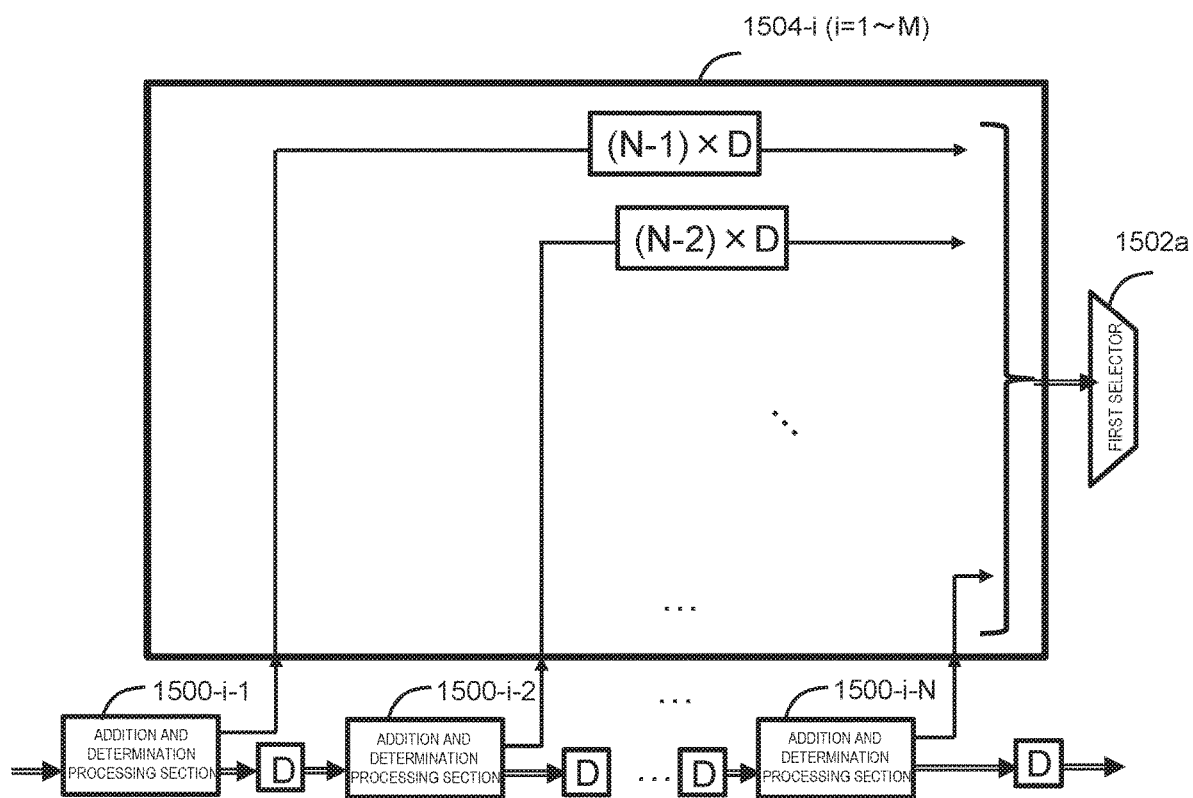 1504-i (i=1～M)
(N-1) × D
(N-2) × D
1502a
FIRST SELECTOR
⋱
...
1500-i-1
1500-i-2
...
1500-i-N
ADDITION AND
DETERMINATION
PROCESSING SECTION
D
ADDITION AND
DETERMINATION
PROCESSING SECTION
D
...
D
ADDITION AND
DETERMINATION
PROCESSING SECTION
D